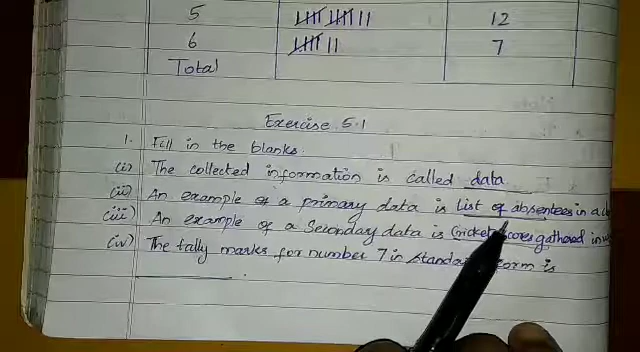 5 12
6 7
Total
Exercise 5.1
1. Fill in the blanks.
(i) The collected information is called data
(ii) An example of a primary data is list of absentees in a
(iii) An example of a Secondary data is Cricket scores gathered in
(iv) The tally marks for number 7 in standard form is
.